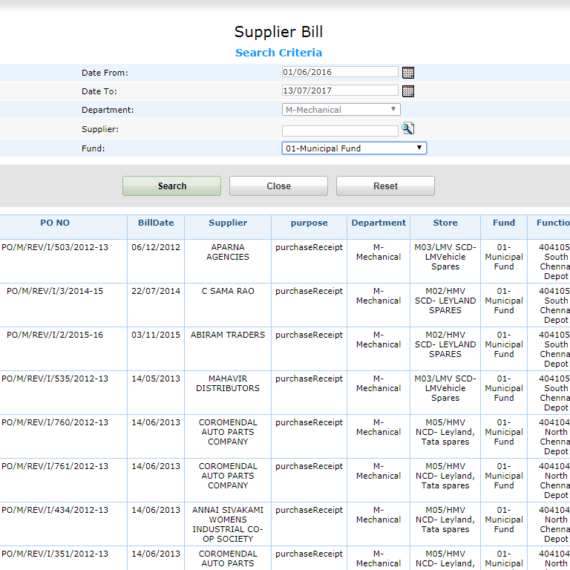 Supplier Bill
Search Criteria
Date From: 01/06/2016
Date To: 13/07/2017
Department: M-Mechanical
Supplier:
Fund: 01-Municipal Fund
Search Close Reset
PO NO BillDate Supplier purpose Department Store Fund Functio
PO/M/REV/I/503/2012-13 06/12/2012 APARNA purchaseReceipt M- M03/LMV SCD- 01- 404105
AGENCIES Mechanical LMVehicle Municipal South
Spares Fund Chenna
Depot
PO/M/REV/I/3/2014-15 22/07/2014 C SAMA RAO purchaseReceipt M- M02/HMV 01- 404105
Mechanical SCD- LEYLAND Municipal South
SPARES Fund Chenna
Depot
PO/M/REV/I/2/2015-16 03/11/2015 ABIRAM TRADERS purchaseReceipt M- M02/HMV 01- 404105
Mechanical SCD- LEYLAND Municipal South
SPARES Fund Chenna
Depot
PO/M/REV/I/535/2012-13 14/05/2013 MAHAVIR purchaseReceipt M- M03/LMV SCD- 01- 404105
DISTRIBUTORS Mechanical LMVehicle Municipal South
Spares Fund Chenna
Depot
PO/M/REV/I/760/2012-13 14/06/2013 COROMENDAL purchaseReceipt M- M05/HMV 01- 404104
AUTO PARTS Mechanical NCD- Leyland, Municipal North
COMPANY Tata spares Fund Chenna
Depot
PO/M/REV/I/761/2012-13 14/06/2013 COROMENDAL purchaseReceipt M- M05/HMV 01- 404104
AUTO PARTS Mechanical NCD- Leyland, Municipal North
COMPANY Tata spares Fund Chenna
Depot
PO/M/REV/I/434/2012-13 14/06/2013 ANNAI SIVAKAMI purchaseReceipt M- M05/HMV 01- 404104
WOMENS Mechanical NCD- Leyland, Municipal North
INDUSTRIAL CO- Tata spares Fund Chenna
OP SOCIETY Depot
PO/M/REV/I/351/2012-13 14/06/2013 COROMENDAL purchaseReceipt M- M05/HMV 01- 404104
AUTO PARTS Mechanical NCD- Leyland, Municipal North